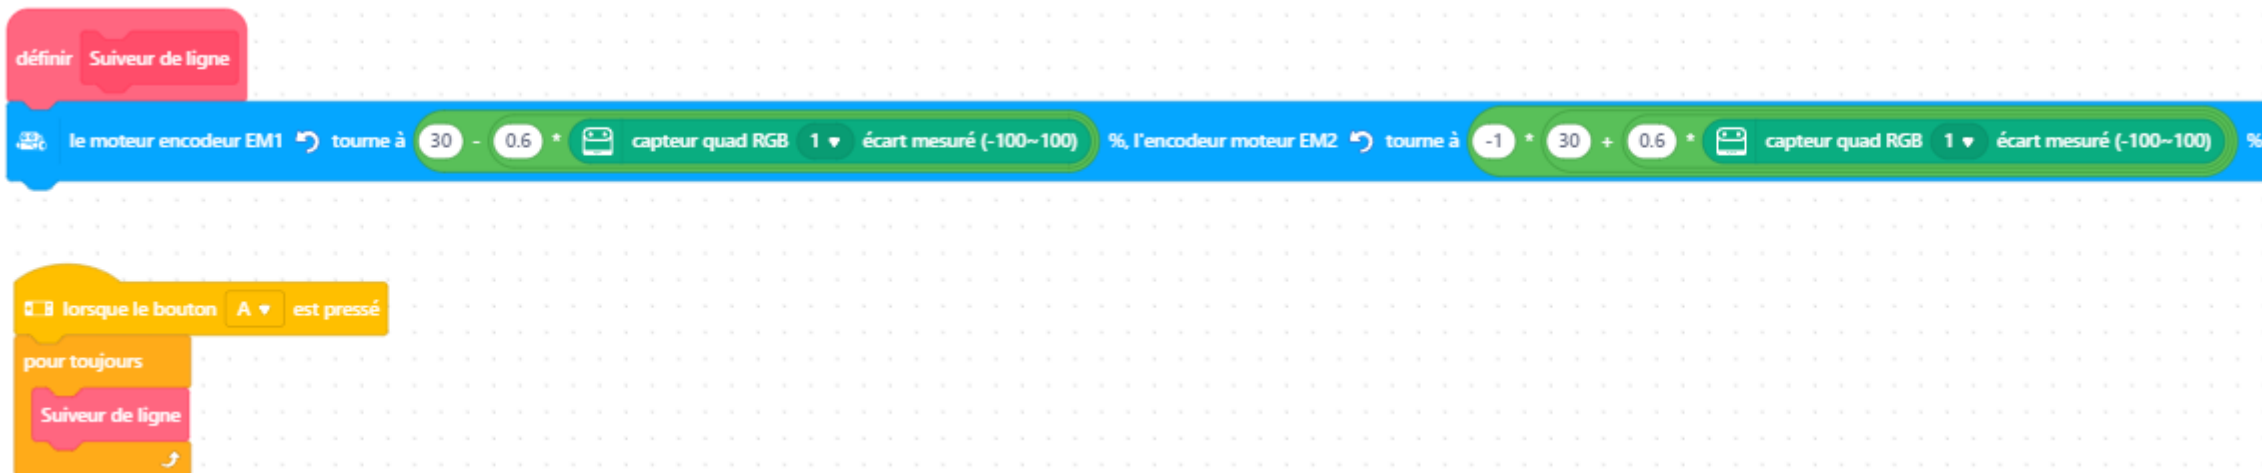 définir Suiveur de ligne
le moteur encodeur EM1 tourne à 30 - 0.6 * capteur quad RGB 1 écart mesuré (-100~100) %, l'encodeur moteur EM2 tourne à -1 * 30 + 0.6 * capteur quad RGB 1 écart mesuré (-100~100) %
lorsque le bouton A est pressé
pour toujours
Suiveur de ligne